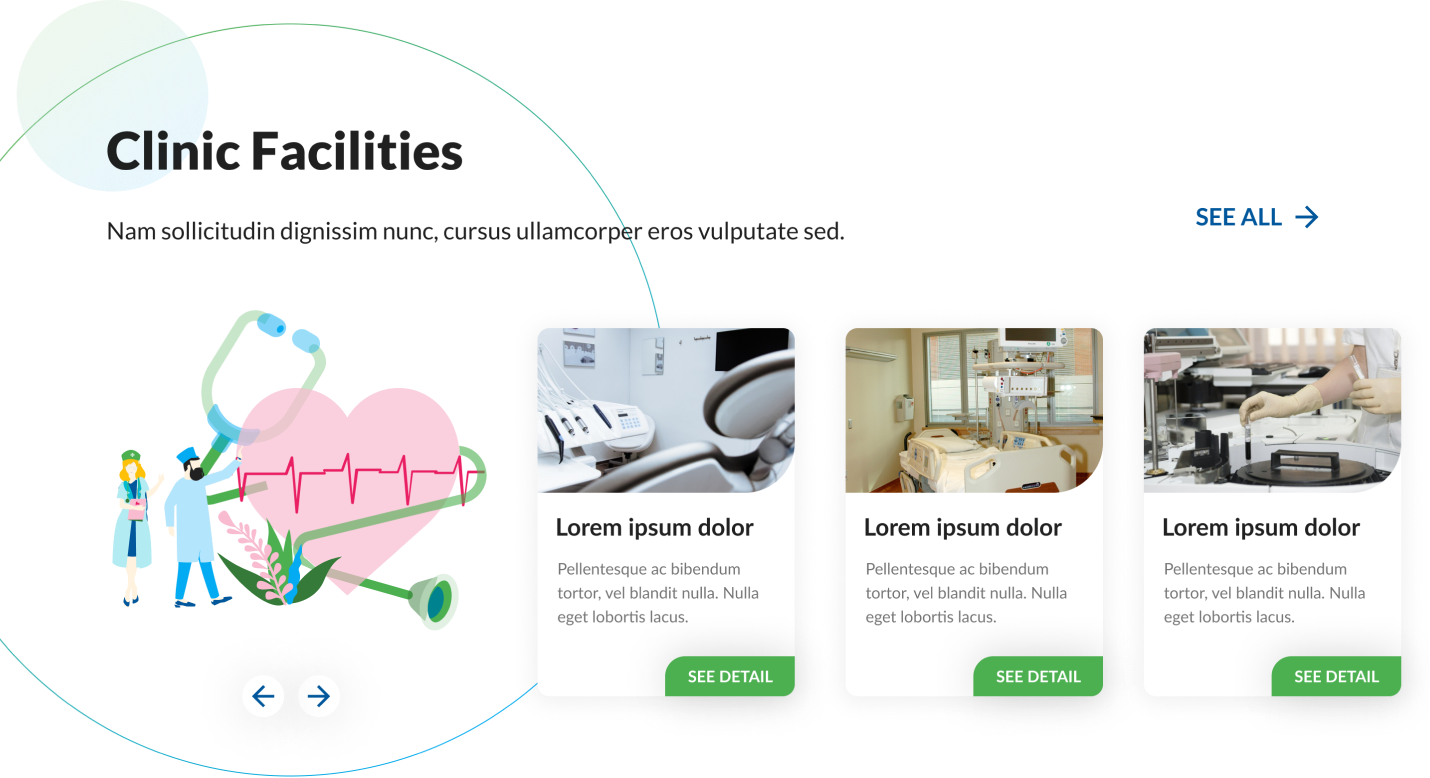 Clinic Facilities
Nam sollicitudin dignissim nunc, cursus ullamcorper eros vulputate sed.
SEE ALL
Lorem ipsum dolor
Pellentesque ac bibendum
tortor, vel blandit nulla. Nulla
eget lobortis lacus.
SEE DETAIL
Lorem ipsum dolor
Pellentesque ac bibendum
tortor, vel blandit nulla. Nulla
eget lobortis lacus.
SEE DETAIL
Lorem ipsum dolor
Pellentesque ac bibendum
tortor, vel blandit nulla. Nulla
eget lobortis lacus.
SEE DETAIL